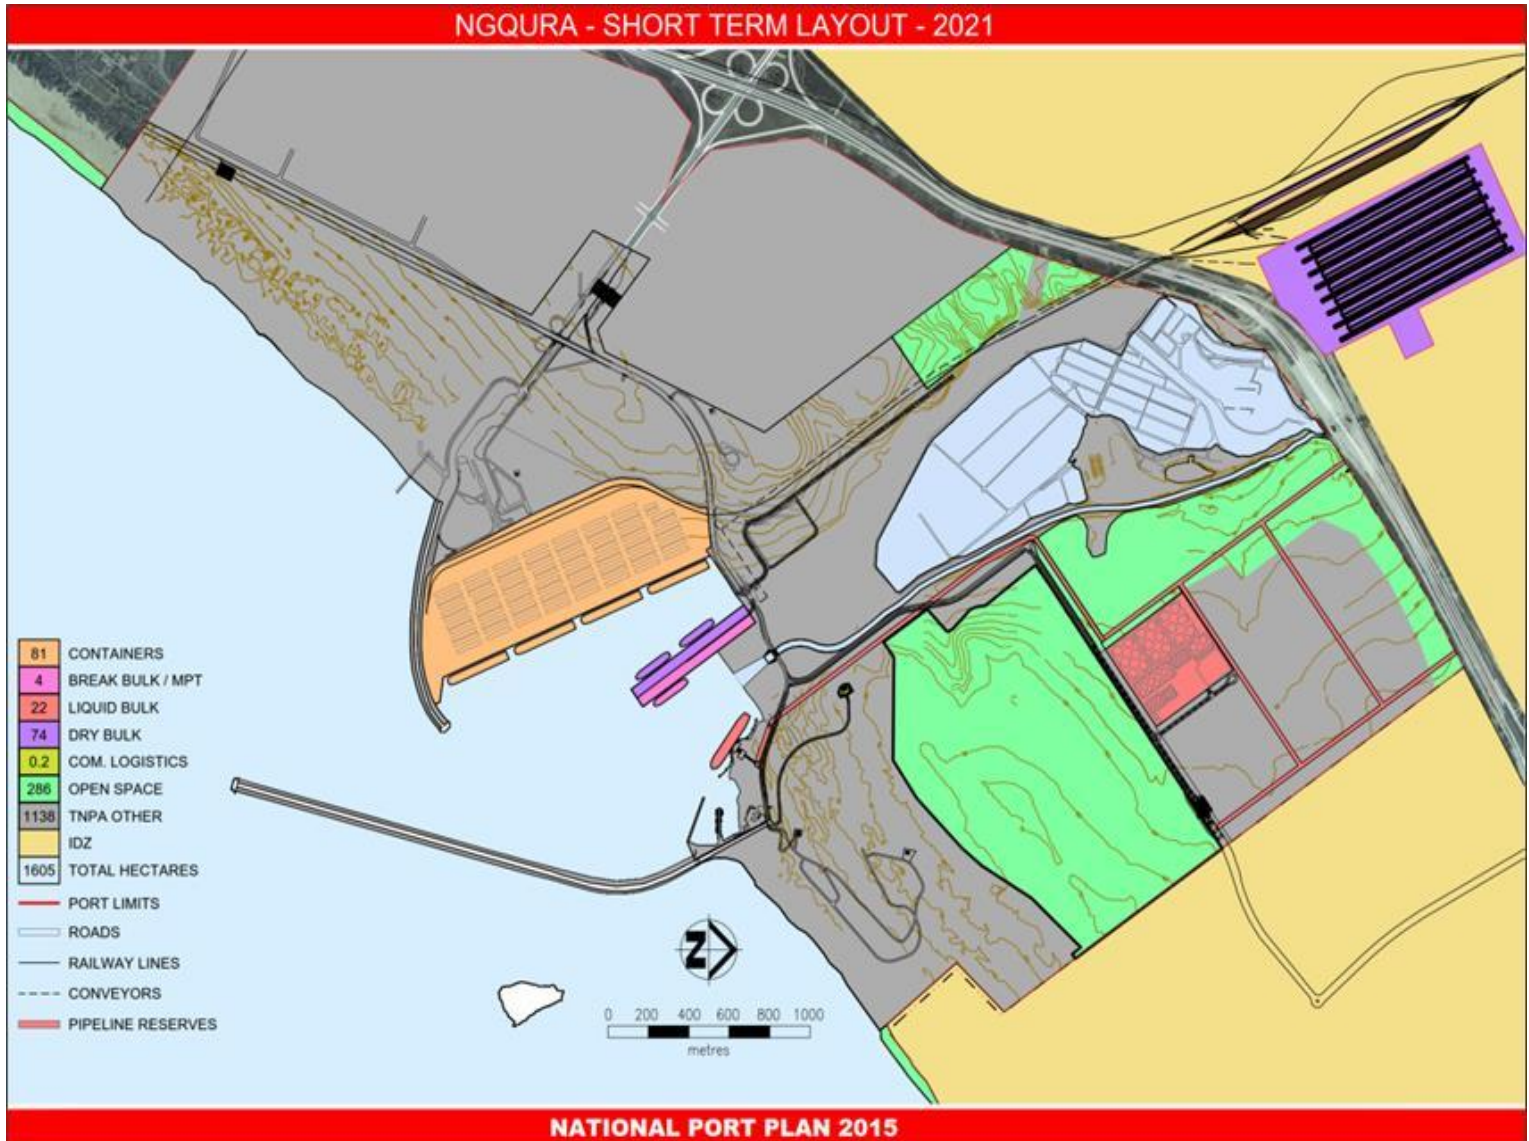 NGQURA - SHORT TERM LAYOUT - 2021
81 CONTAINERS
4 BREAK BULK / MPT
22 LIQUID BULK
74 DRY BULK
0.2 COM. LOGISTICS
286 OPEN SPACE
1138 TNPA OTHER
IDZ
1605 TOTAL HECTARES
PORT LIMITS
ROADS
RAILWAY LINES
CONVEYORS
PIPELINE RESERVES
N
0 200 400 600 800 1000
metres
NATIONAL PORT PLAN 2015